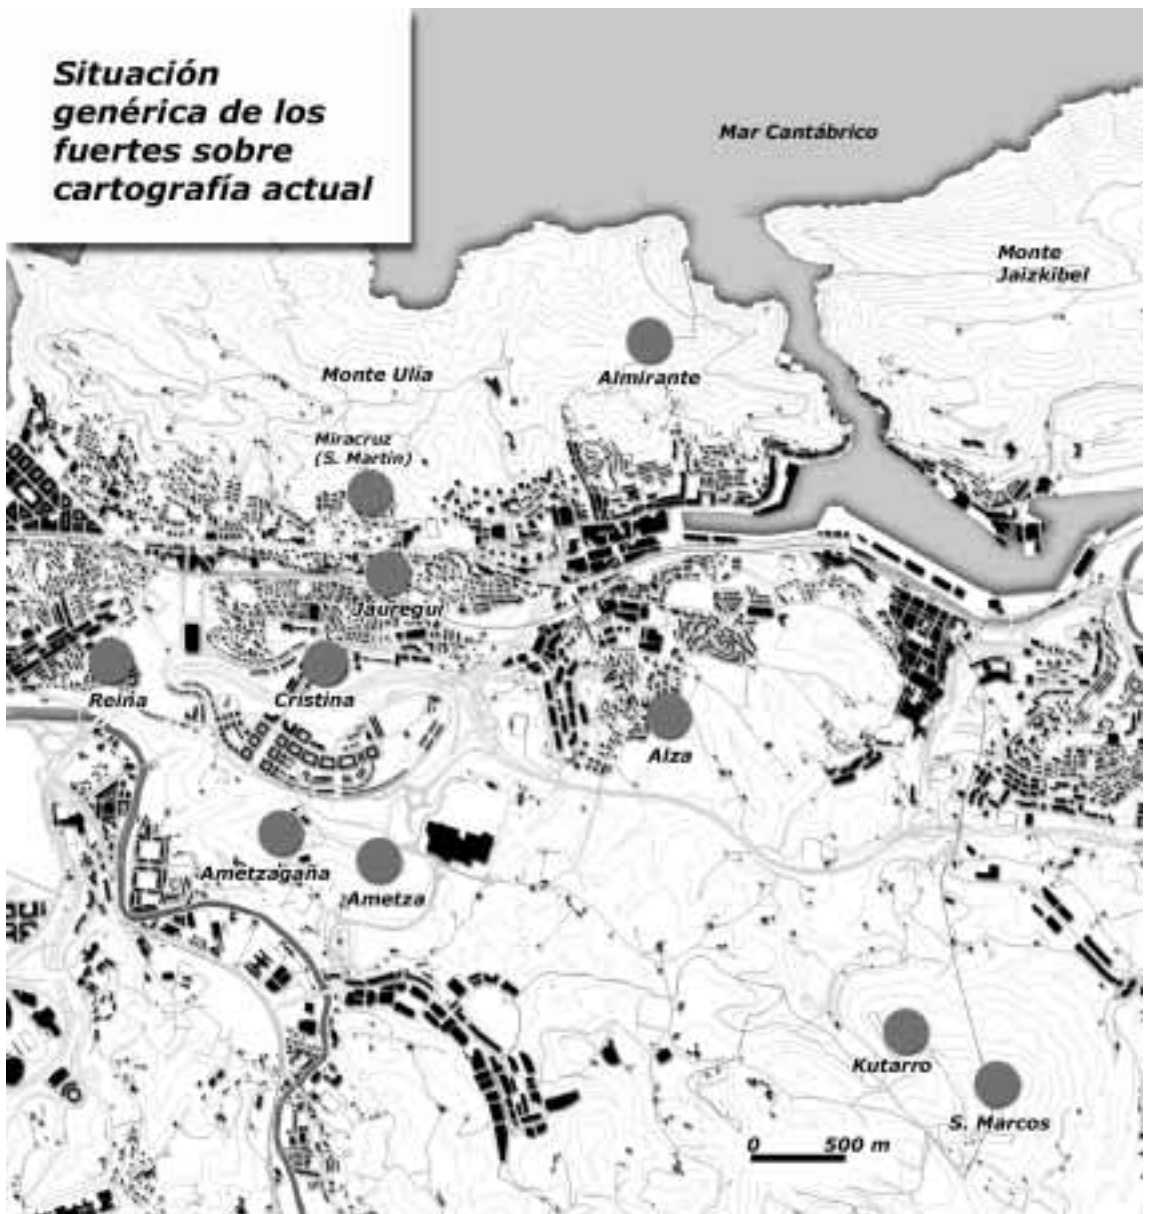 Situación
genérica de los
fuertes sobre
cartografía actual
Mar Cantábrico
Monte
Jaizkibel
Monte Ulía
Almirante
Miracruz
(S. Martín)
Jauregui
Reina
Cristina
Alza
Ametzagaña
Ametza
Kutarro
S. Marcos
0 500 m